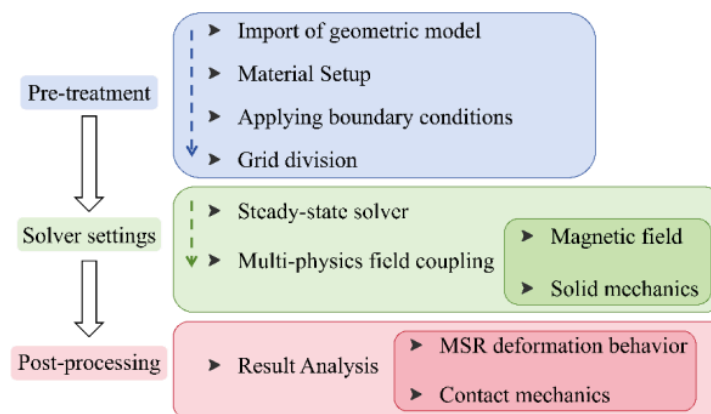 Pre-treatment
➤ Import of geometric model
➤ Material Setup
➤ Applying boundary conditions
➤ Grid division
Solver settings
➤ Steady-state solver
➤ Multi-physics field coupling
➤ Magnetic field
➤ Solid mechanics
Post-processing
➤ Result Analysis
➤ MSR deformation behavior
➤ Contact mechanics